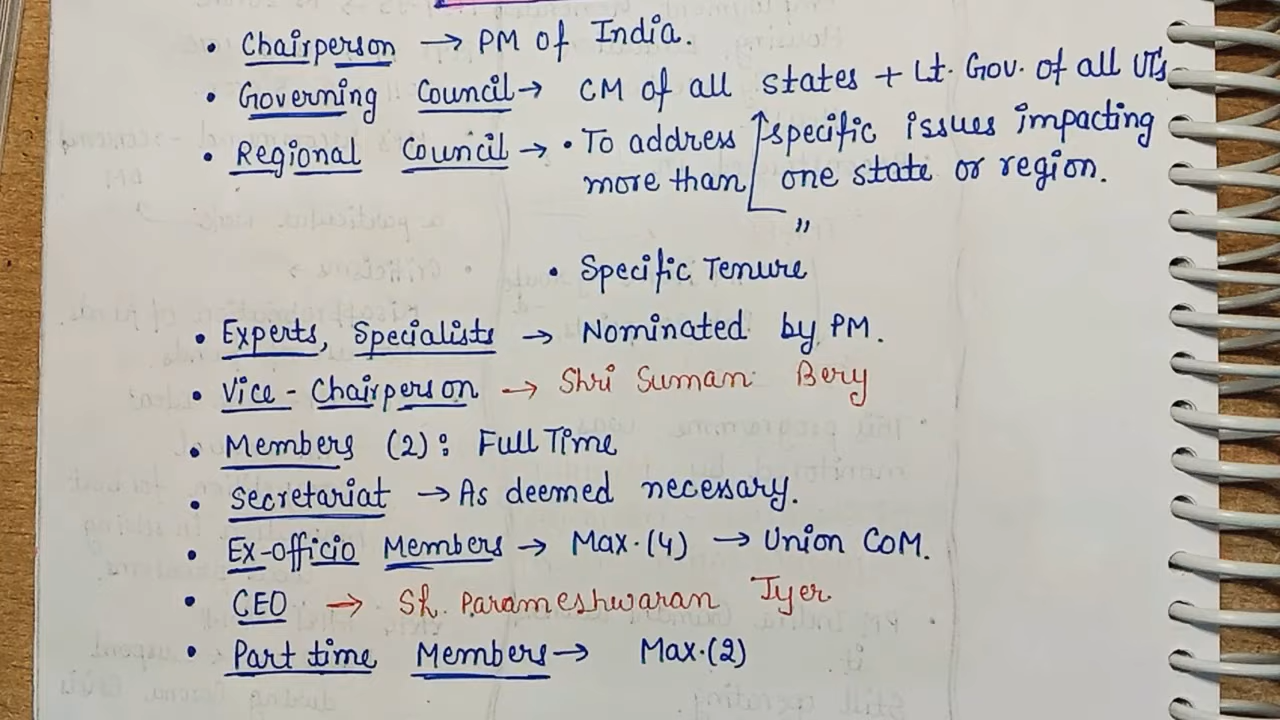 • Chairperson → PM of India.
• Governing Council → CM of all states + Lt. Gov. of all UTs
• Regional Council → • To address specific issues impacting
more than one state or region.
"
• Specific Tenure
• Experts, Specialists → Nominated by PM.
• Vice-Chairperson → Shri Suman Bery
• Members (2): Full Time
• Secretariat → As deemed necessary.
• Ex-officio Members → Max.(4) → Union CoM.
• CEO → Sh. Parameshwaran Iyer
• Part time Members → Max.(2)